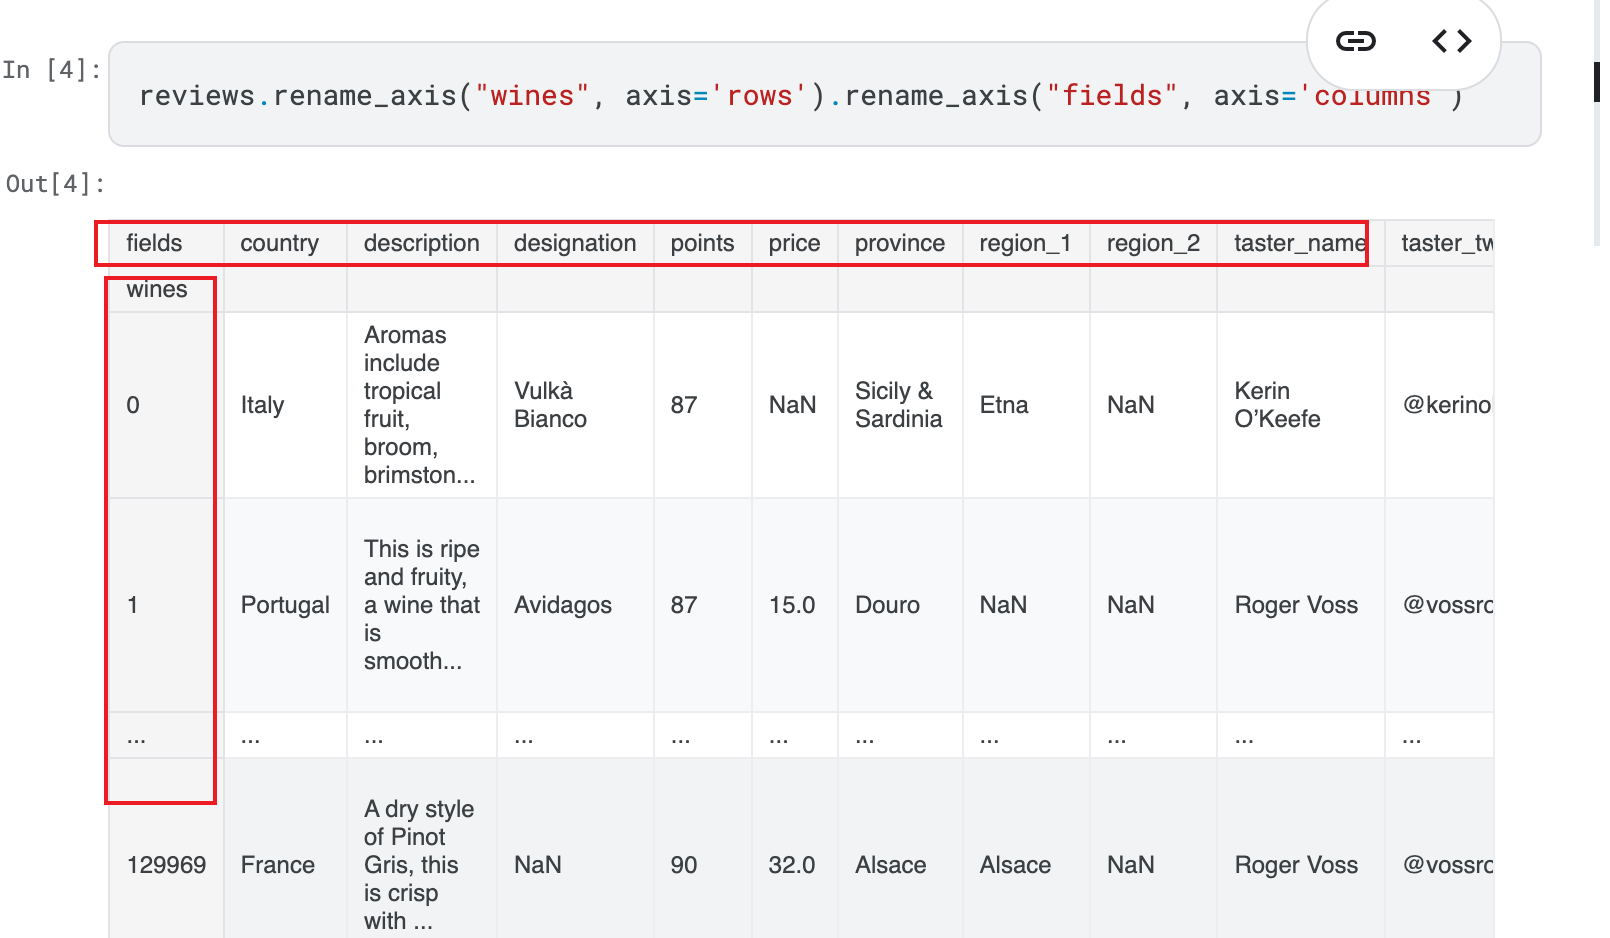 In [4]:
reviews.rename_axis("wines", axis='rows').rename_axis("fields", axis='columns')
Out[4]:
fields country description designation points price province region_1 region_2 taster_name taster_tw
wines
0 Italy Aromas include tropical fruit, broom, brimston... Vulkà Bianco 87 NaN Sicily & Sardinia Etna NaN Kerin O’Keefe @kerino
1 Portugal This is ripe and fruity, a wine that is smooth... Avidagos 87 15.0 Douro NaN NaN Roger Voss @vossrc
... ... ... ... ... ... ... ... ... ... ...
129969 France A dry style of Pinot Gris, this is crisp with ... NaN 90 32.0 Alsace Alsace NaN Roger Voss @vossrc